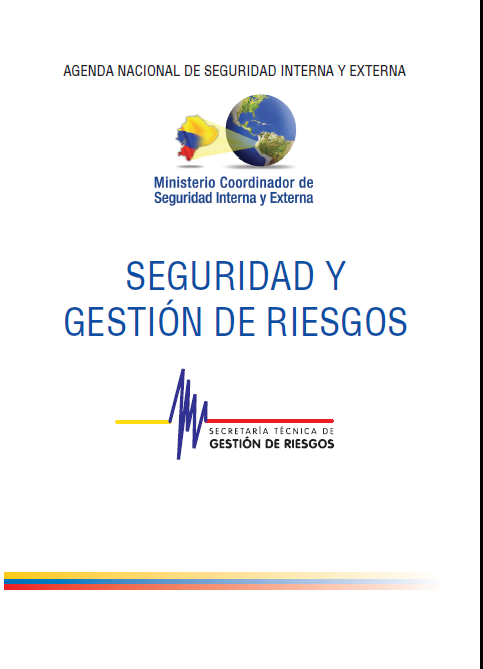 AGENDA NACIONAL DE SEGURIDAD INTERNA Y EXTERNA
Ministerio Coordinador de
Seguridad Interna y Externa
SEGURIDAD Y
GESTIÓN DE RIESGOS
SECRETARÍA TÉCNICA DE
GESTIÓN DE RIESGOS